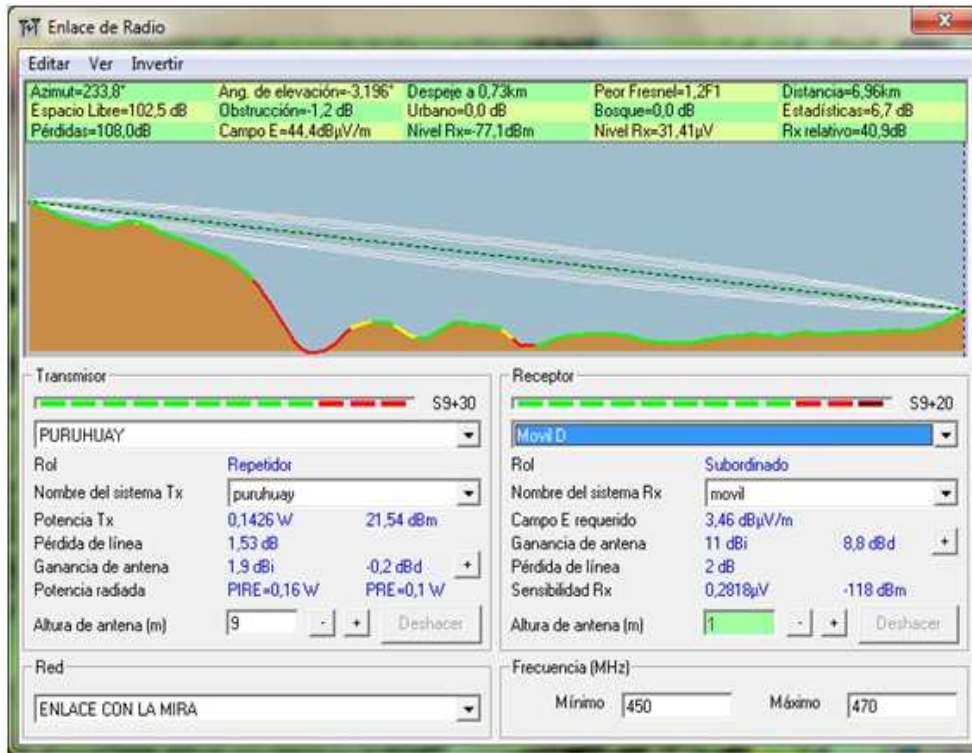 Enlace de Radio
Editar Ver Invertir
Azimut=233,8° Ang. de elevación=-3,196° Despeje a 0,73km Peor Fresnel=1,2F1 Distancia=6,96km
Espacio Libre=102,5 dB Obstrucción=-1,2 dB Urbano=0,0 dB Bosque=0,0 dB Estadísticas=6,7 dB
Pérdidas=108,0dB Campo E=44,4dBµV/m Nivel Rx=-77,1dBm Nivel Rx=31,41µV Rx relativo=40,9dB
Transmisor
S9+30
PURUHUAY
Rol Repetidor
Nombre del sistema Tx puruhuay
Potencia Tx 0,1426 W 21,54 dBm
Pérdida de línea 1,53 dB
Ganancia de antena 1,9 dBi -0,2 dBd +
Potencia radiada PIRE=0,16 W PRE=0,1 W
Altura de antena (m) 9 - + Deshacer
Red
ENLACE CON LA MIRA
Receptor
S9+20
Movil D
Rol Subordinado
Nombre del sistema Rx movil
Campo E requerido 3,46 dBµV/m
Ganancia de antena 11 dBi 8,8 dBd +
Pérdida de línea 2 dB
Sensibilidad Rx 0,2818µV -118 dBm
Altura de antena (m) 1 - + Deshacer
Frecuencia (MHz)
Mínimo 450 Máximo 470